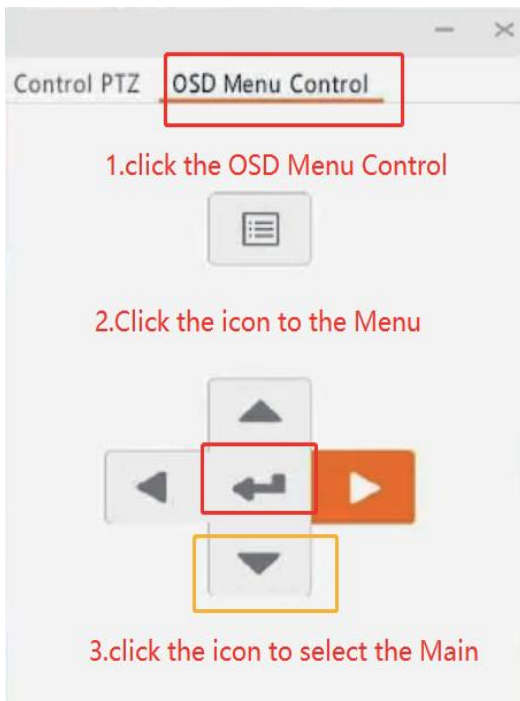 Control PTZ OSD Menu Control
1.click the OSD Menu Control
2.Click the icon to the Menu
3.click the icon to select the Main